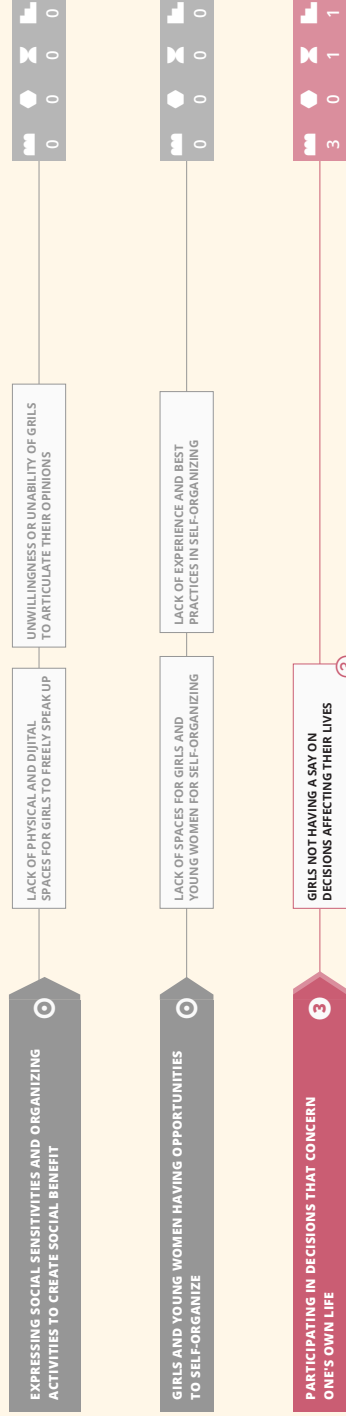 EXPRESSING SOCIAL SENSITIVITIES AND ORGANIZING
ACTIVITIES TO CREATE SOCIAL BENEFIT
LACK OF PHYSICAL AND DIJITAL
SPACES FOR GIRLS TO FREELY SPEAK UP
UNWILLINGNESS OR UNABILITY OF GRILS
TO ARTICULATE THEIR OPINIONS
0 0 0 0
GIRLS AND YOUNG WOMEN HAVING OPPORTUNITIES
TO SELF-ORGANIZE
LACK OF SPACES FOR GIRLS AND
YOUNG WOMEN FOR SELF-ORGANIZING
LACK OF EXPERIENCE AND BEST
PRACTICES IN SELF-ORGANIZING
0 0 0 0
PARTICIPATING IN DECISIONS THAT CONCERN
ONE'S OWN LIFE
3
GIRLS NOT HAVING A SAY ON
DECISIONS AFFECTING THEIR LIVES
3 0 1 1